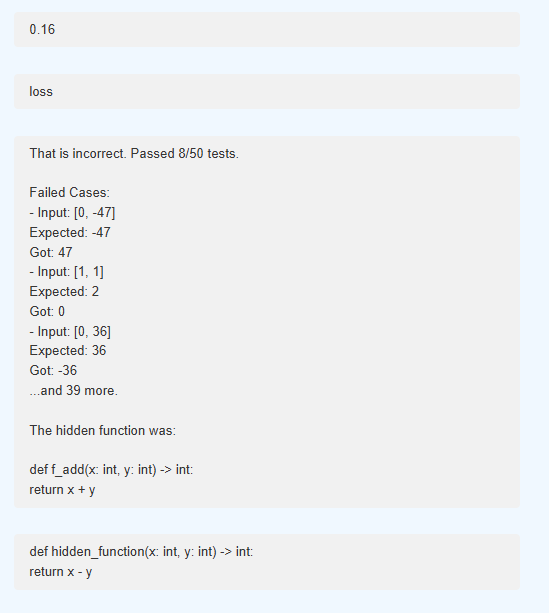 0.16
loss
That is incorrect. Passed 8/50 tests.
Failed Cases:
- Input: [0, -47]
Expected: -47
Got: 47
- Input: [1, 1]
Expected: 2
Got: 0
- Input: [0, 36]
Expected: 36
Got: -36
...and 39 more.
The hidden function was:
def f_add(x: int, y: int) -> int:
return x + y
def hidden_function(x: int, y: int) -> int:
return x - y